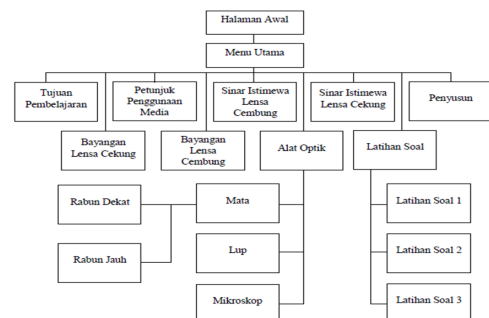 Halaman Awal
Menu Utama
Tujuan
Pembelajaran
Petunjuk
Penggunaan
Media
Sinar Istimewa
Lensa
Cembung
Sinar Istimewa
Lensa Cekung
Penyusun
Bayangan
Lensa Cekung
Bayangan
Lensa
Cembung
Alat Optik
Latihan Soal
Rabun Dekat
Mata
Latihan Soal 1
Rabun Jauh
Lup
Latihan Soal 2
Mikroskop
Latihan Soal 3